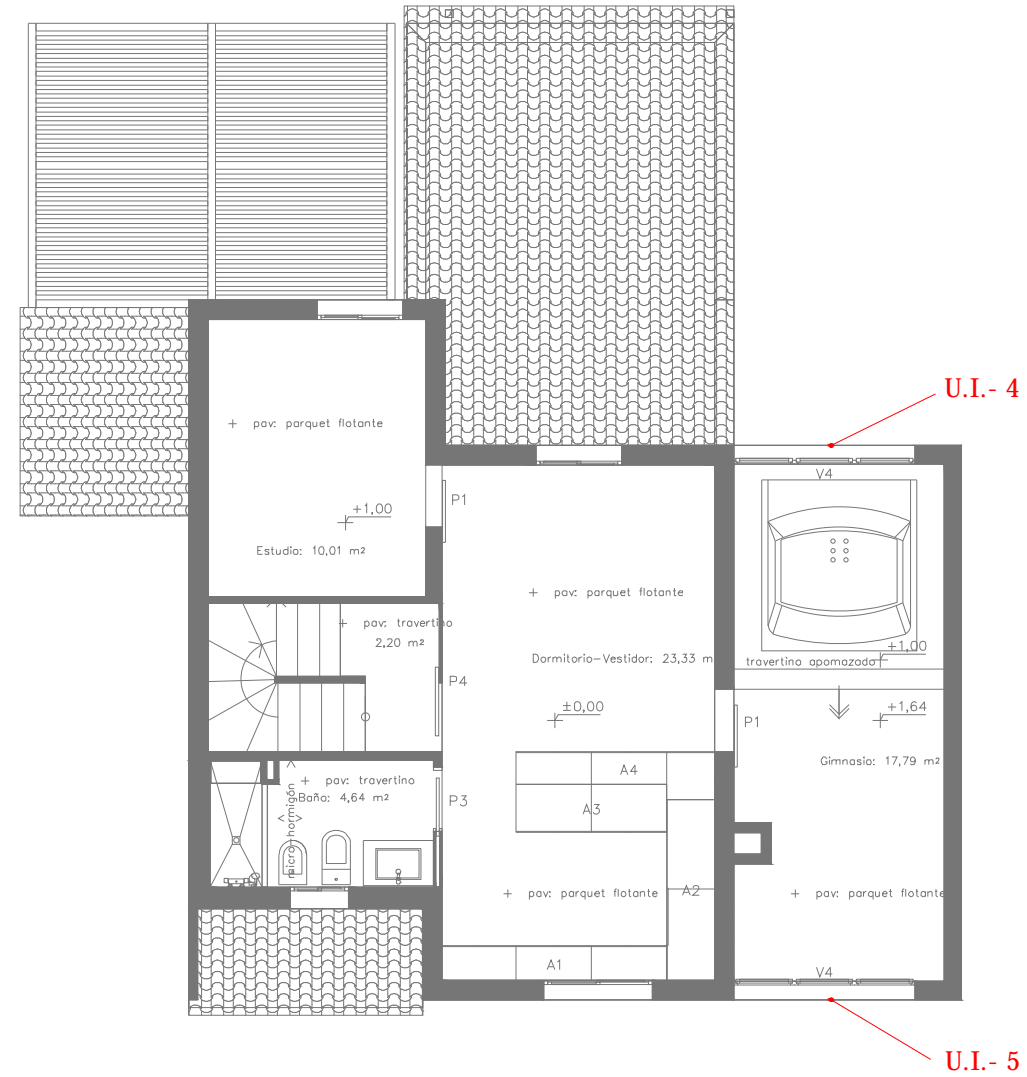 U.I.- 4
V4
+ pav: parquet flotante
P1
+1,00
Estudio: 10,01 m²
+ pav: parquet flotante
+ pav: travertino
2,20 m²
+1,00
Dormitorio-Vestidor: 23,33 m
travertino apomazado
P4
±0,00
+1,64
P1
Gimnasio: 17,79 m²
A4
+ pav: travertino
Baño: 4,64 m²
P3
A3
micro-hormigón
+ pav: parquet flotante
A2
+ pav: parquet flotante
A1
V4
U.I.- 5